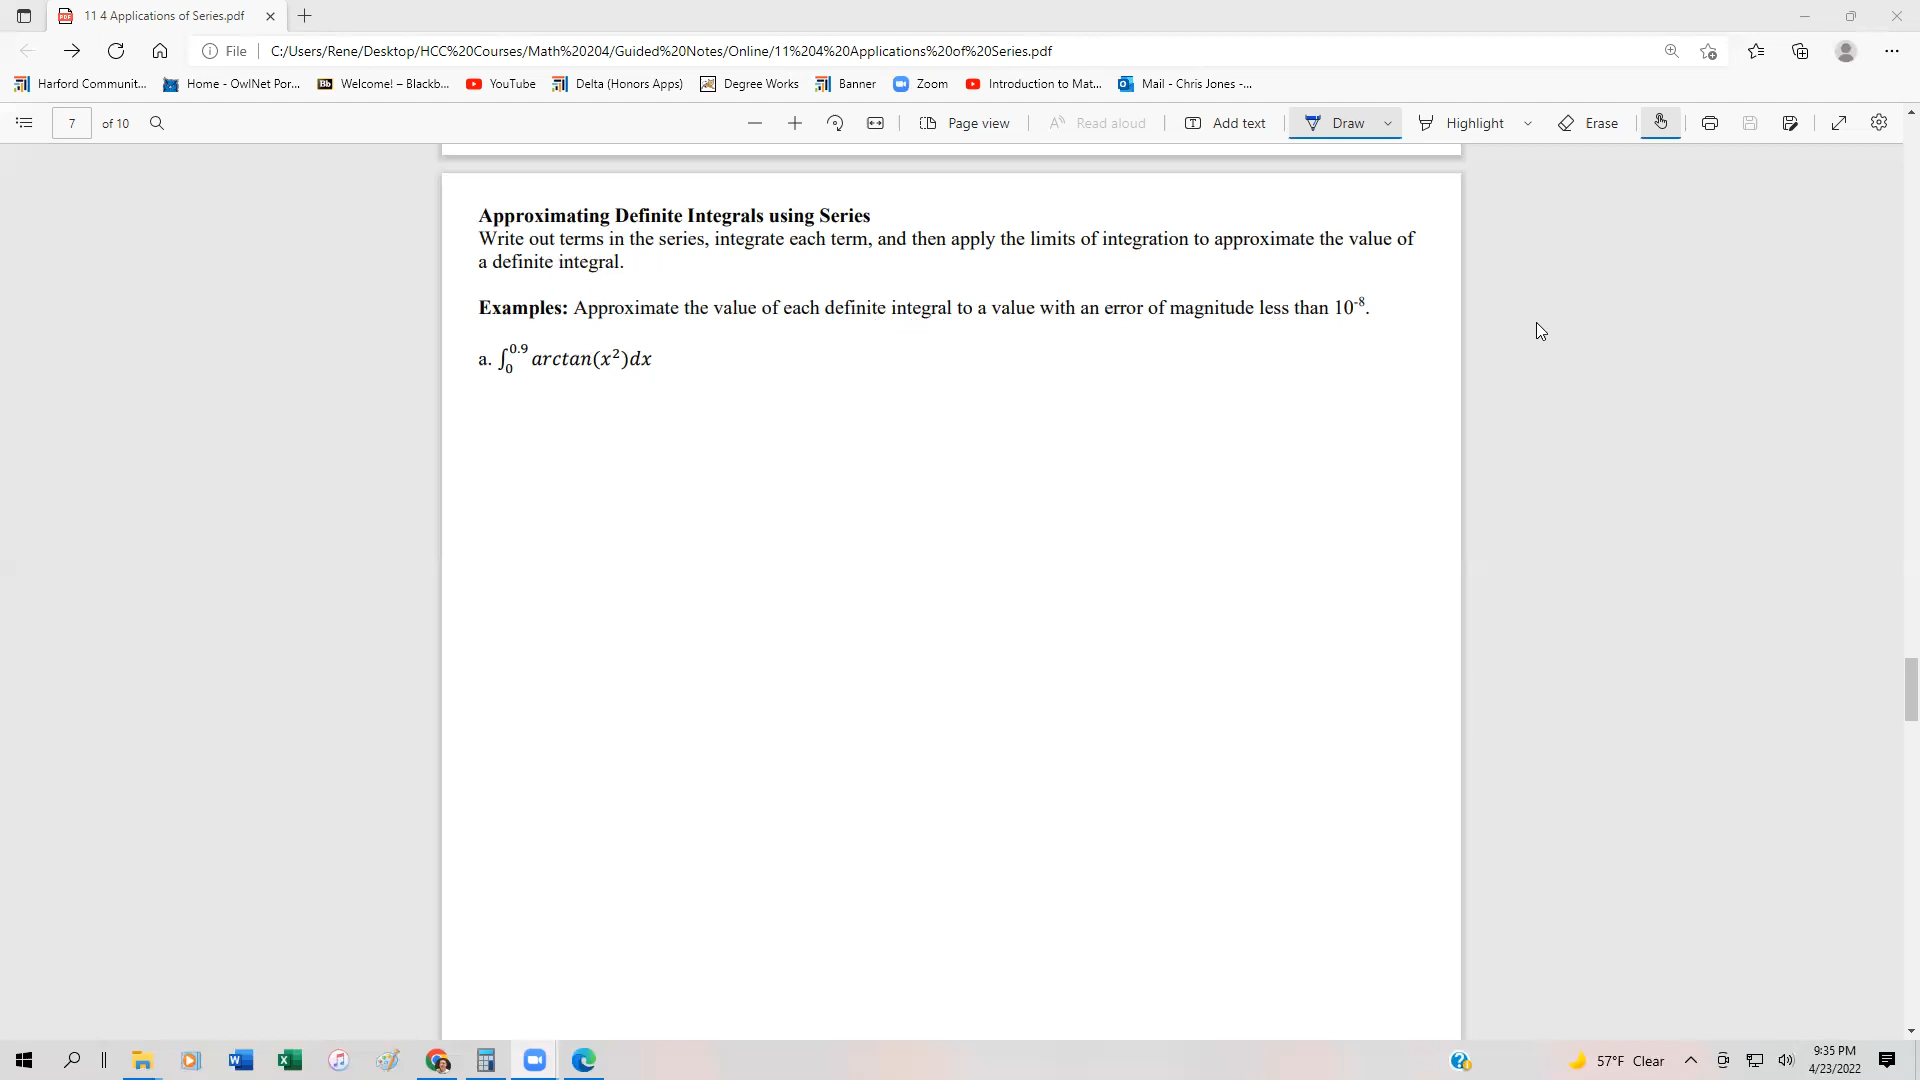 11 4 Applications of Series.pdf
File
C:/Users/Rene/Desktop/HCC%20Courses/Math%20204/Guided%20Notes/Online/11%204%20Applications%20of%20Series.pdf
Harford Communit...
Home - OwlNet Por...
Bb Welcome! – Blackb...
YouTube
Delta (Honors Apps)
Degree Works
Banner
Zoom
Introduction to Mat...
Mail - Chris Jones -...
7 of 10
Page view
Read aloud
Add text
Draw
Highlight
Erase
Approximating Definite Integrals using Series
Write out terms in the series, integrate each term, and then apply the limits of integration to approximate the value of
a definite integral.
Examples: Approximate the value of each definite integral to a value with an error of magnitude less than 10⁻⁸.
a. ∫₀^0.9 arctan(x²)dx
57°F Clear
9:35 PM
4/23/2022